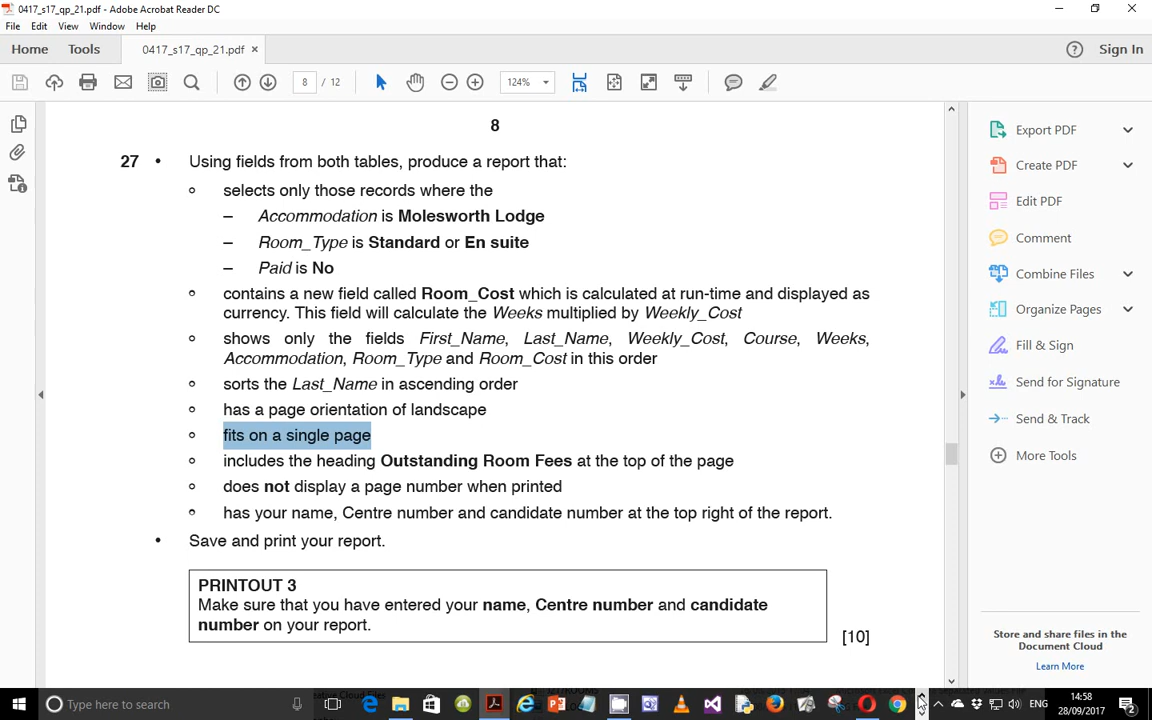 0417_s17_qp_21.pdf - Adobe Acrobat Reader DC
File Edit View Window Help
Home Tools 0417_s17_qp_21.pdf × Sign In
8 / 12 124%
8
27 • Using fields from both tables, produce a report that:
selects only those records where the
– Accommodation is Molesworth Lodge
– Room_Type is Standard or En suite
– Paid is No
contains a new field called Room_Cost which is calculated at run-time and displayed as
currency. This field will calculate the Weeks multiplied by Weekly_Cost
shows only the fields First_Name, Last_Name, Weekly_Cost, Course, Weeks,
Accommodation, Room_Type and Room_Cost in this order
sorts the Last_Name in ascending order
has a page orientation of landscape
fits on a single page
includes the heading Outstanding Room Fees at the top of the page
does not display a page number when printed
has your name, Centre number and candidate number at the top right of the report.
• Save and print your report.
PRINTOUT 3
Make sure that you have entered your name, Centre number and candidate
number on your report.
[10]
Export PDF
Create PDF
Edit PDF
Comment
Combine Files
Organize Pages
Fill & Sign
Send for Signature
Send & Track
More Tools
Store and share files in the
Document Cloud
Learn More
Type here to search
ENG
14:58
28/09/2017
2